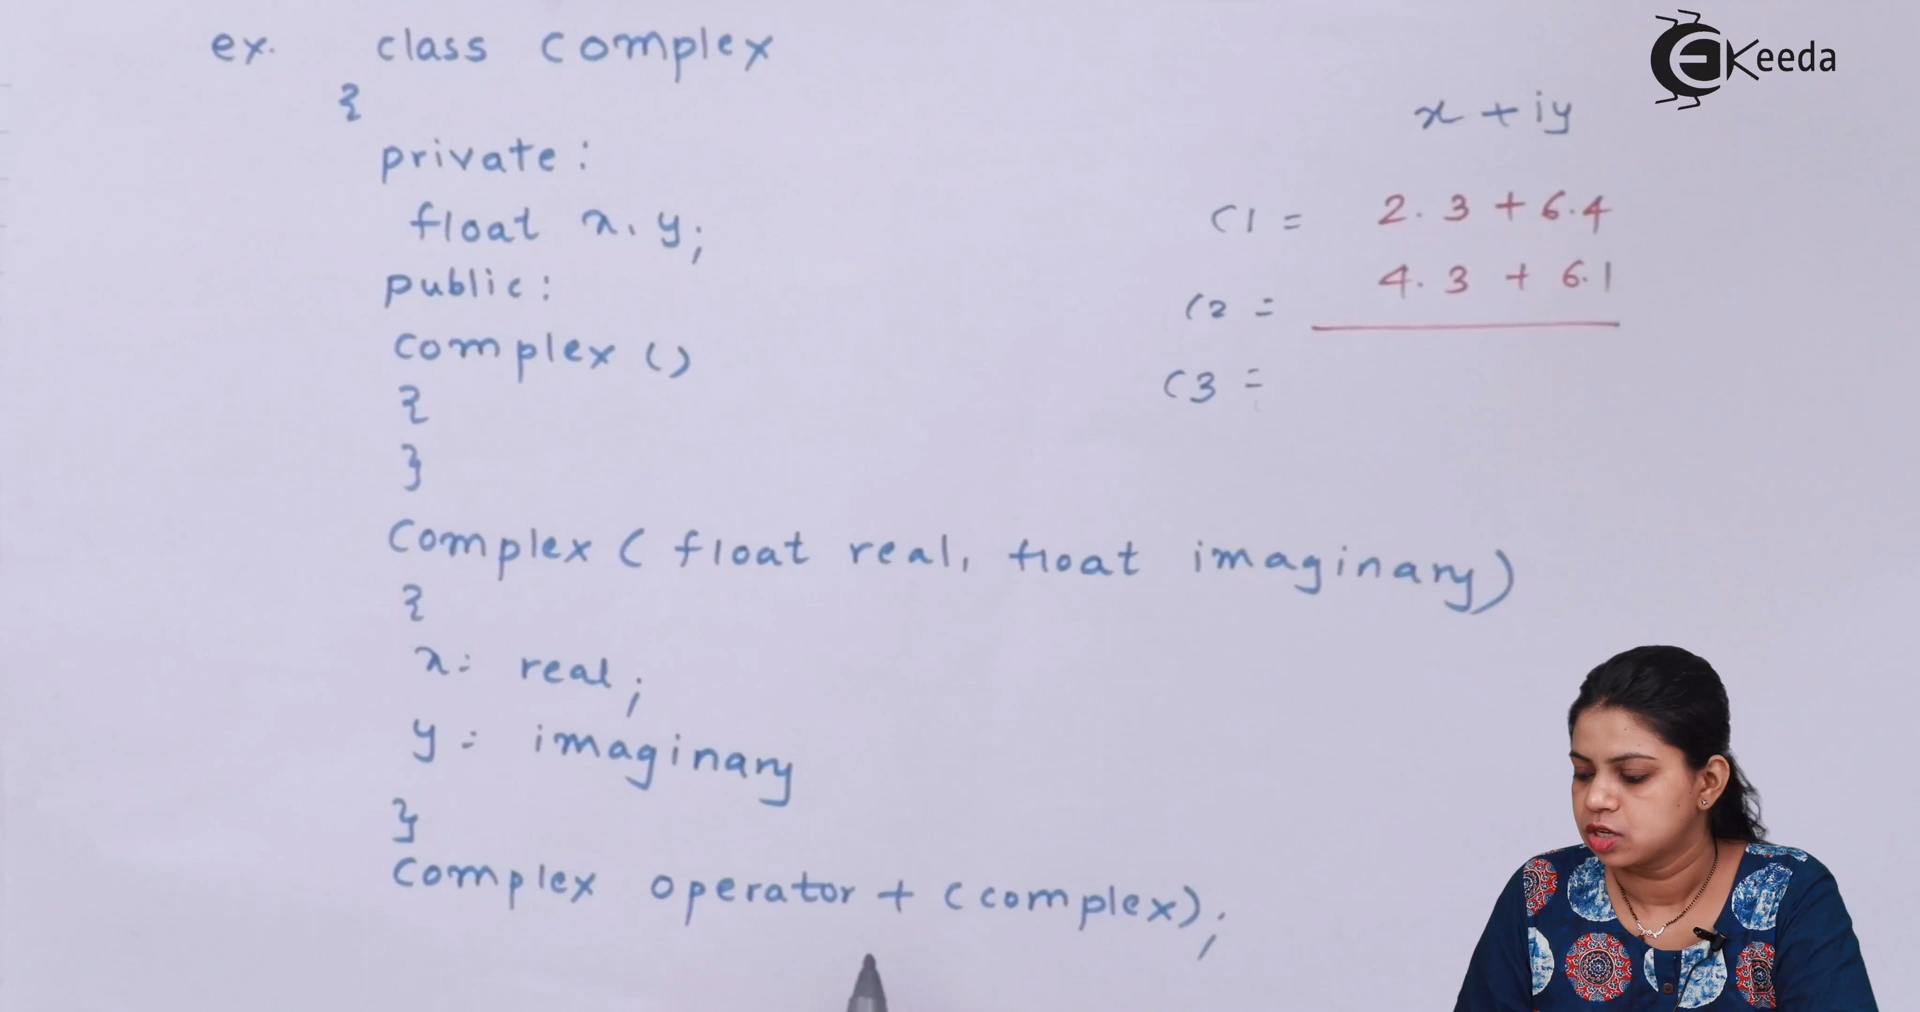 ex. class complex
{
private:
float x, y;
public:
complex ()
{
}
Complex ( float real, float imaginary)
{
x= real;
y= imaginary
}
Complex operator + (complex);
EKeeda
x + iy
C1 = 2.3 + 6.4
C2 = 4.3 + 6.1
C3 =